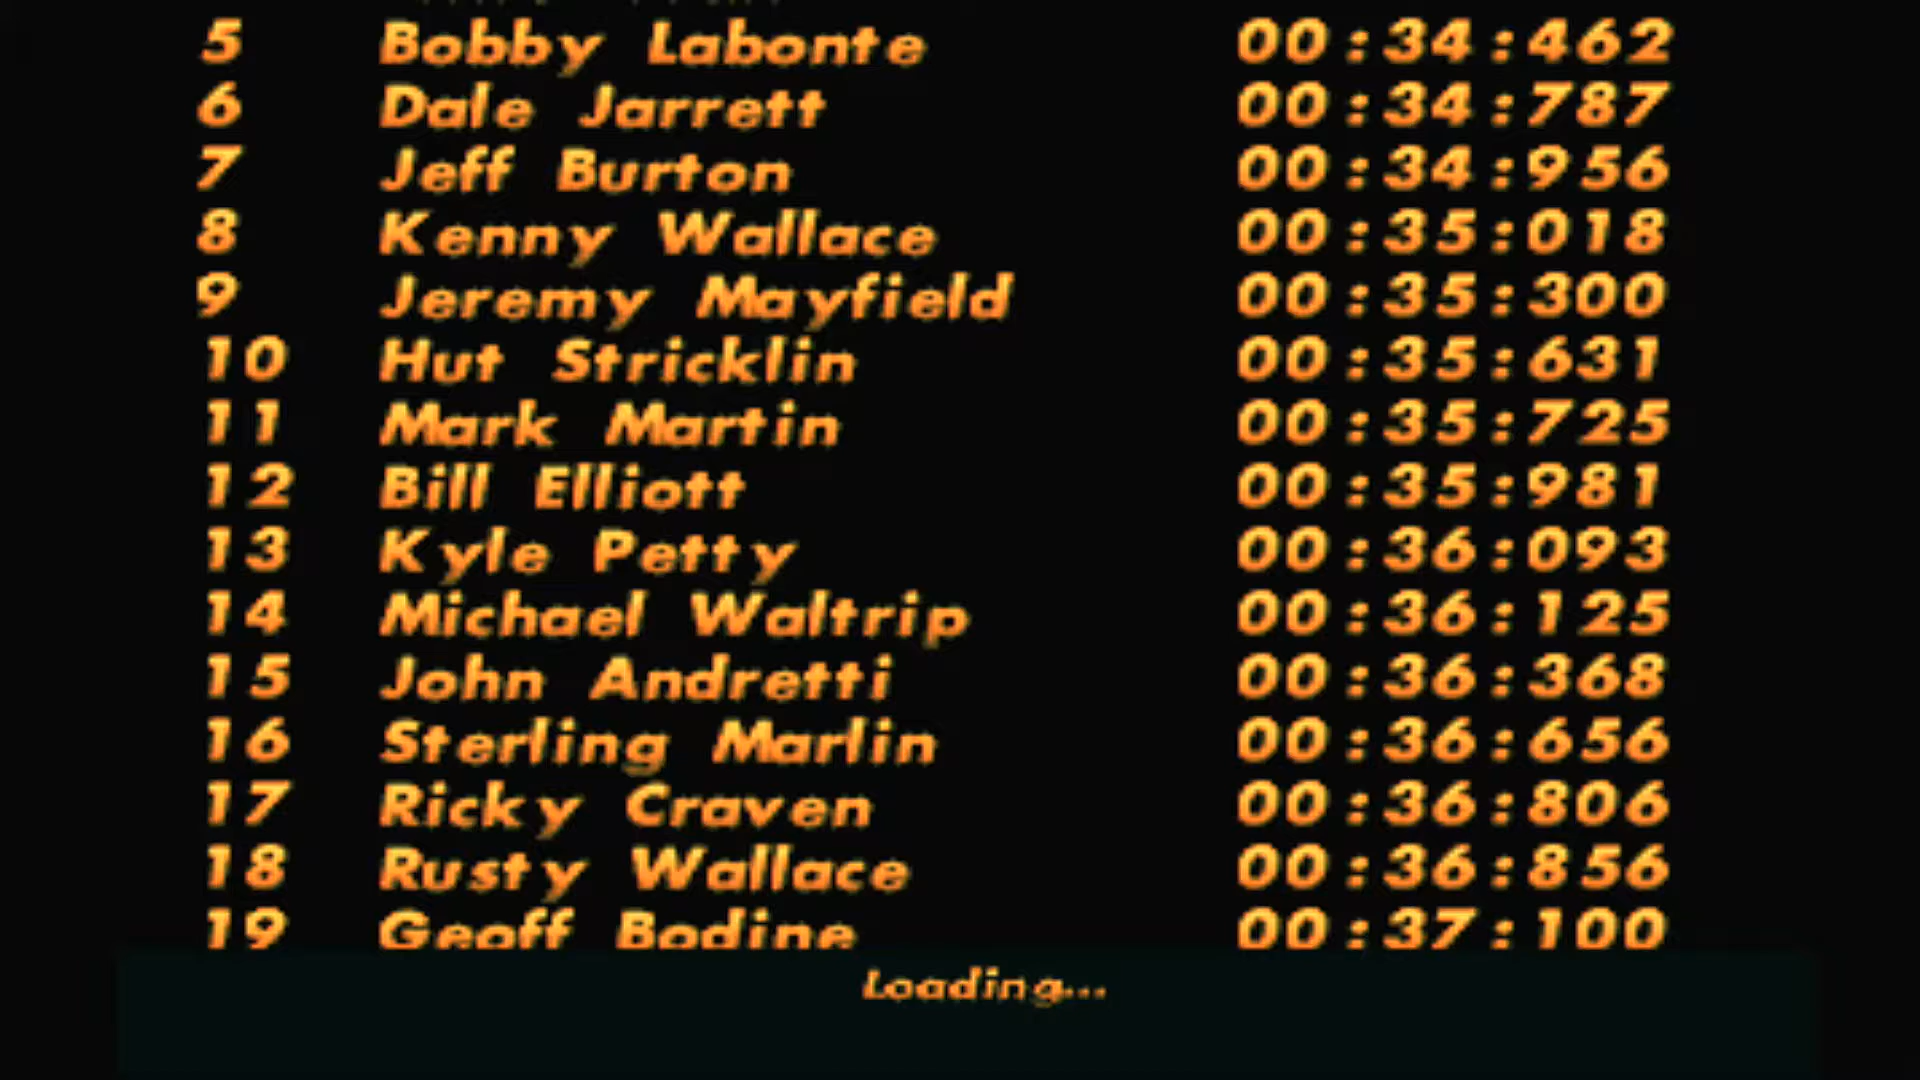 5 Bobby Labonte 00:34:462
6 Dale Jarrett 00:34:787
7 Jeff Burton 00:34:956
8 Kenny Wallace 00:35:018
9 Jeremy Mayfield 00:35:300
10 Hut Stricklin 00:35:631
11 Mark Martin 00:35:725
12 Bill Elliott 00:35:981
13 Kyle Petty 00:36:093
14 Michael Waltrip 00:36:125
15 John Andretti 00:36:368
16 Sterling Marlin 00:36:656
17 Ricky Craven 00:36:806
18 Rusty Wallace 00:36:856
19 Geoff Bodine 00:37:100
Loading...